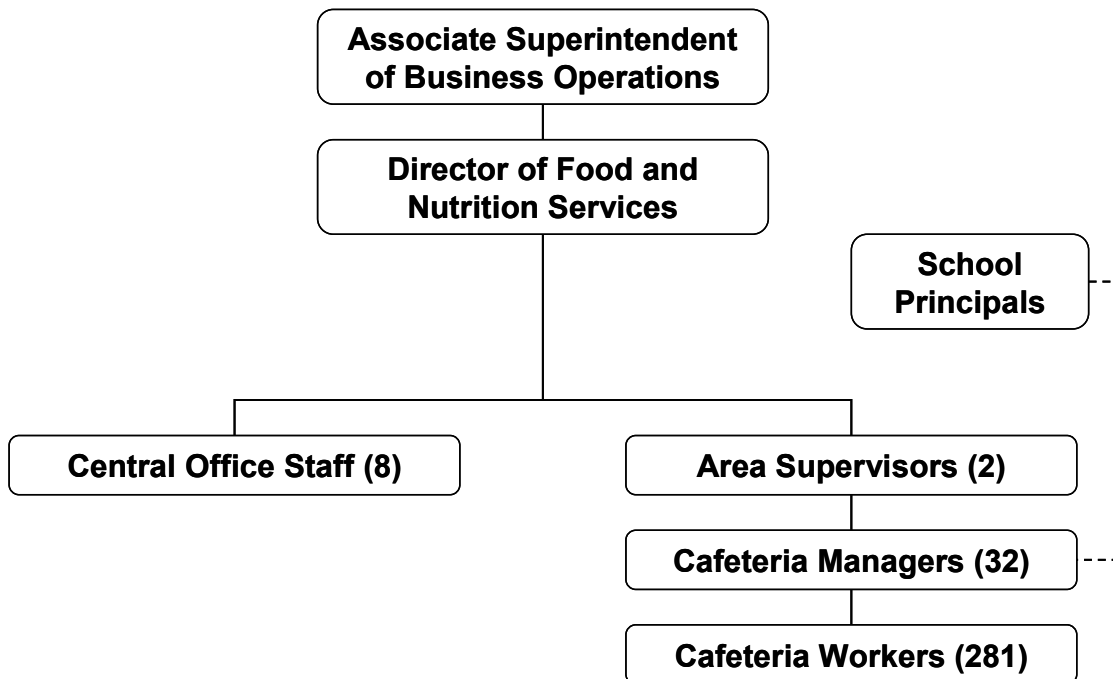 Associate Superintendent
of Business Operations
Director of Food and
Nutrition Services
School
Principals
Central Office Staff (8)
Area Supervisors (2)
Cafeteria Managers (32)
Cafeteria Workers (281)